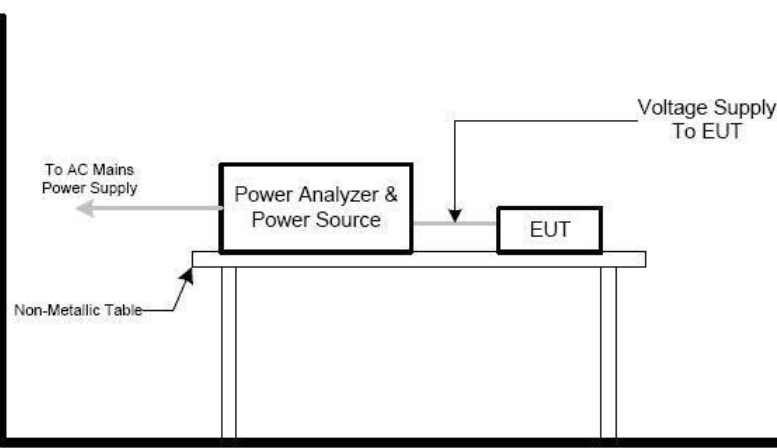 Voltage Supply
To EUT
To AC Mains
Power Supply
Power Analyzer &
Power Source
EUT
Non-Metallic Table